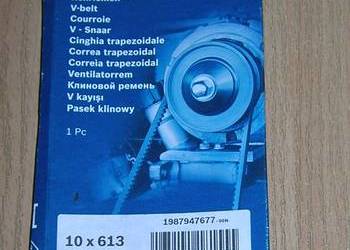 V-belt
Courroie
V - Snaar
Cinghia trapezoidale
Correa trapezoidal
Correia trapezoidal
Ventilatorrem
Клиновой ремень
V kayışı
Pasek klinowy
1 Pc
1987947677-00N
10 x 613